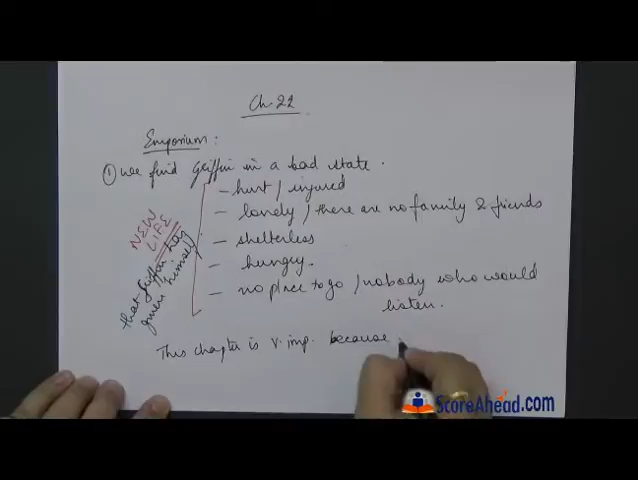 Ch-22
Emporium:
① we find Griffin in a bad state.
- hurt / injured
- lonely / there are no family & friends
- shelterless
- hungry.
- no place to go / nobody who would
listen.
NEW
LIFE
that Griffin has
given himself
This chapter is v. imp. because
ScoreAhead.com